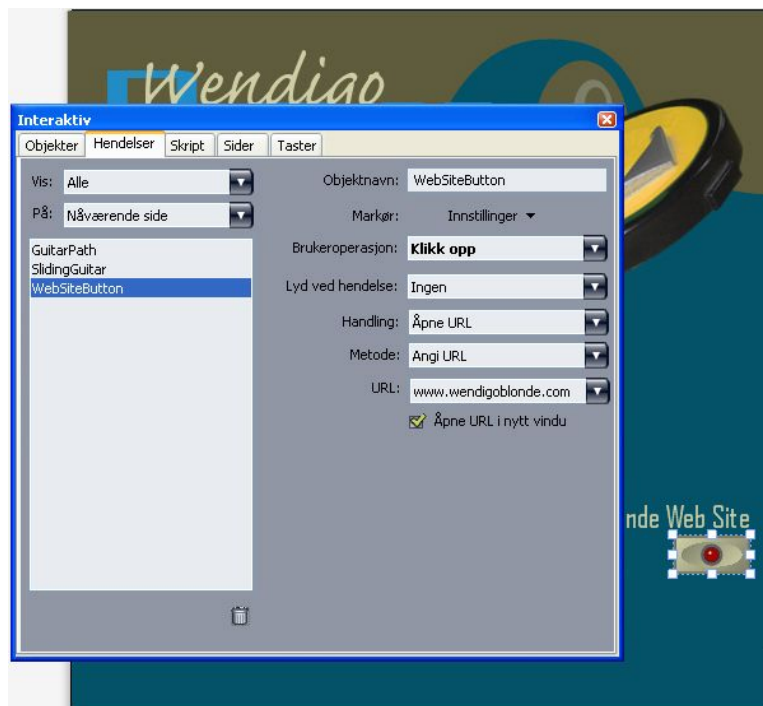 Wendigo
Interaktiv
Objekter Hendelser Skript Sider Taster
Vis: Alle
På: Nåværende side
GuitarPath
SlidingGuitar
WebSiteButton
Objektnavn: WebSiteButton
Markør: Innstillinger
Brukeroperasjon: Klikk opp
Lyd ved hendelse: Ingen
Handling: Åpne URL
Metode: Angi URL
URL: www.wendigoblonde.com
Åpne URL i nytt vindu
nde Web Site